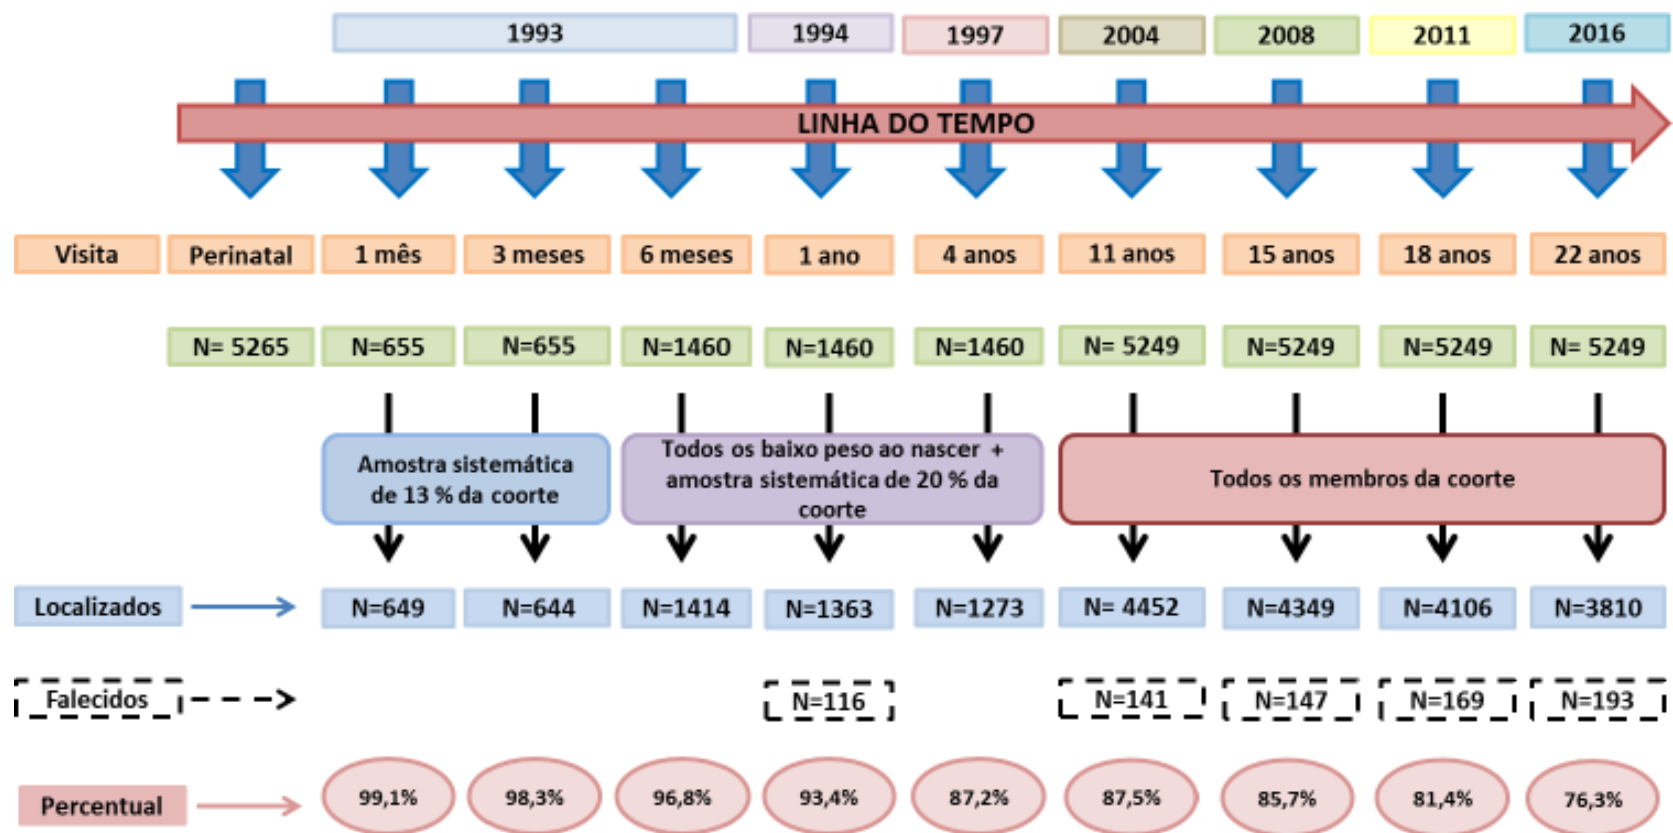 1993 1994 1997 2004 2008 2011 2016
LINHA DO TEMPO
Visita Perinatal 1 mês 3 meses 6 meses 1 ano 4 anos 11 anos 15 anos 18 anos 22 anos
N= 5265 N=655 N=655 N=1460 N=1460 N=1460 N= 5249 N=5249 N=5249 N= 5249
Amostra sistemática
de 13 % da coorte
Todos os baixo peso ao nascer +
amostra sistemática de 20 % da
coorte
Todos os membros da coorte
Localizados N=649 N=644 N=1414 N=1363 N=1273 N= 4452 N=4349 N=4106 N=3810
Falecidos N=116 N=141 N=147 N=169 N=193
Percentual 99,1% 98,3% 96,8% 93,4% 87,2% 87,5% 85,7% 81,4% 76,3%